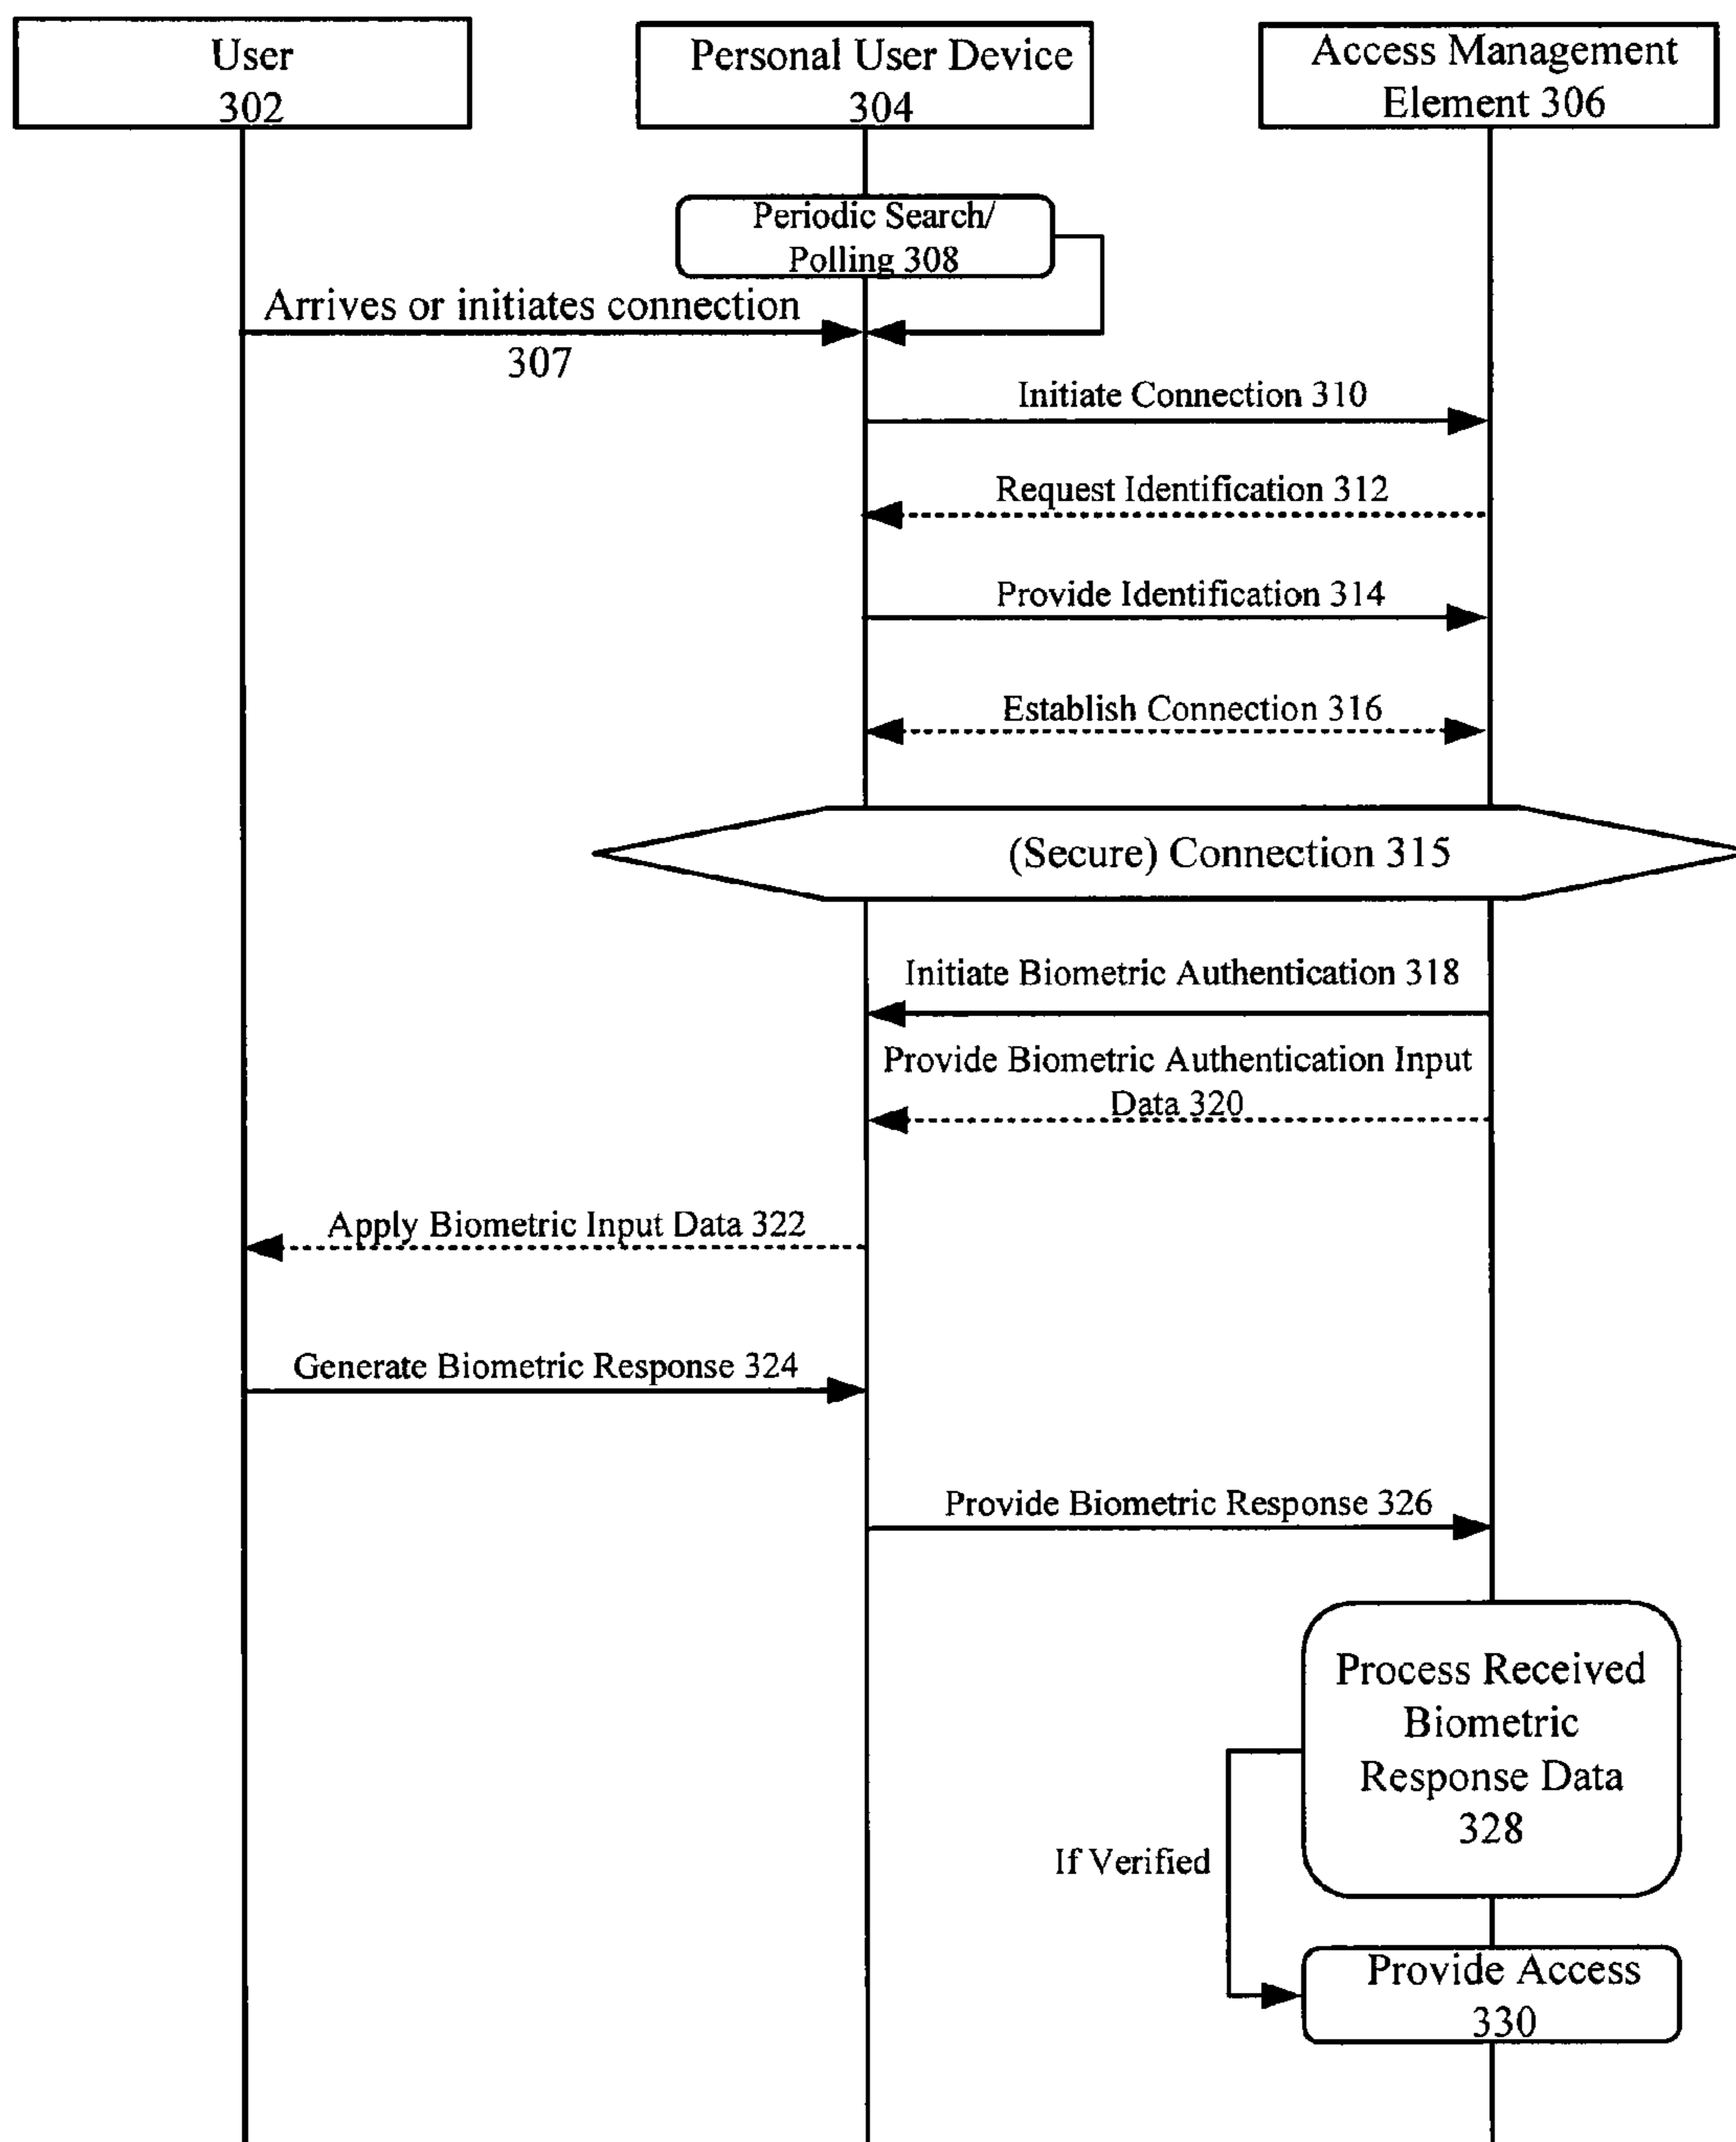 User
302
Personal User Device
304
Access Management
Element 306
Periodic Search/
Polling 308
Arrives or initiates connection
307
Initiate Connection 310
Request Identification 312
Provide Identification 314
Establish Connection 316
(Secure) Connection 315
Initiate Biometric Authentication 318
Provide Biometric Authentication Input
Data 320
Apply Biometric Input Data 322
Generate Biometric Response 324
Provide Biometric Response 326
Process Received
Biometric
Response Data
328
If Verified
Provide Access
330